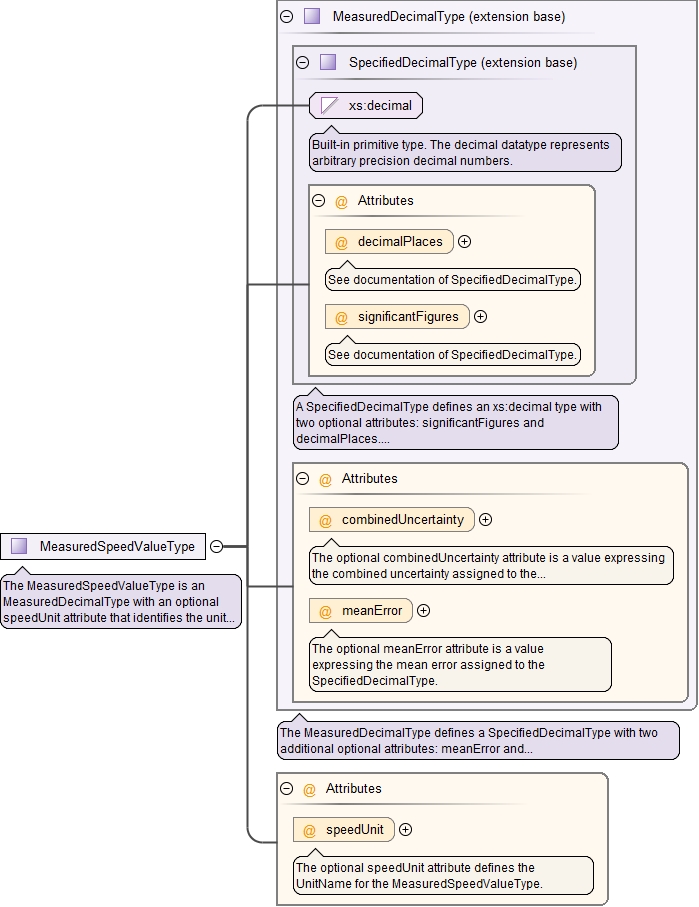 MeasuredDecimalType (extension base)
SpecifiedDecimalType (extension base)
xs:decimal
Built-in primitive type. The decimal datatype represents
arbitrary precision decimal numbers.
@ Attributes
@ decimalPlaces
See documentation of SpecifiedDecimalType.
@ significantFigures
See documentation of SpecifiedDecimalType.
A SpecifiedDecimalType defines an xs:decimal type with
two optional attributes: significantFigures and
decimalPlaces....
@ Attributes
@ combinedUncertainty
The optional combinedUncertainty attribute is a value expressing
the combined uncertainty assigned to the...
@ meanError
The optional meanError attribute is a value
expressing the mean error assigned to the
SpecifiedDecimalType.
MeasuredSpeedValueType
The MeasuredSpeedValueType is an
MeasuredDecimalType with an optional
speedUnit attribute that identifies the unit...
The MeasuredDecimalType defines a SpecifiedDecimalType with two
additional optional attributes: meanError and...
@ Attributes
@ speedUnit
The optional speedUnit attribute defines the
UnitName for the MeasuredSpeedValueType.